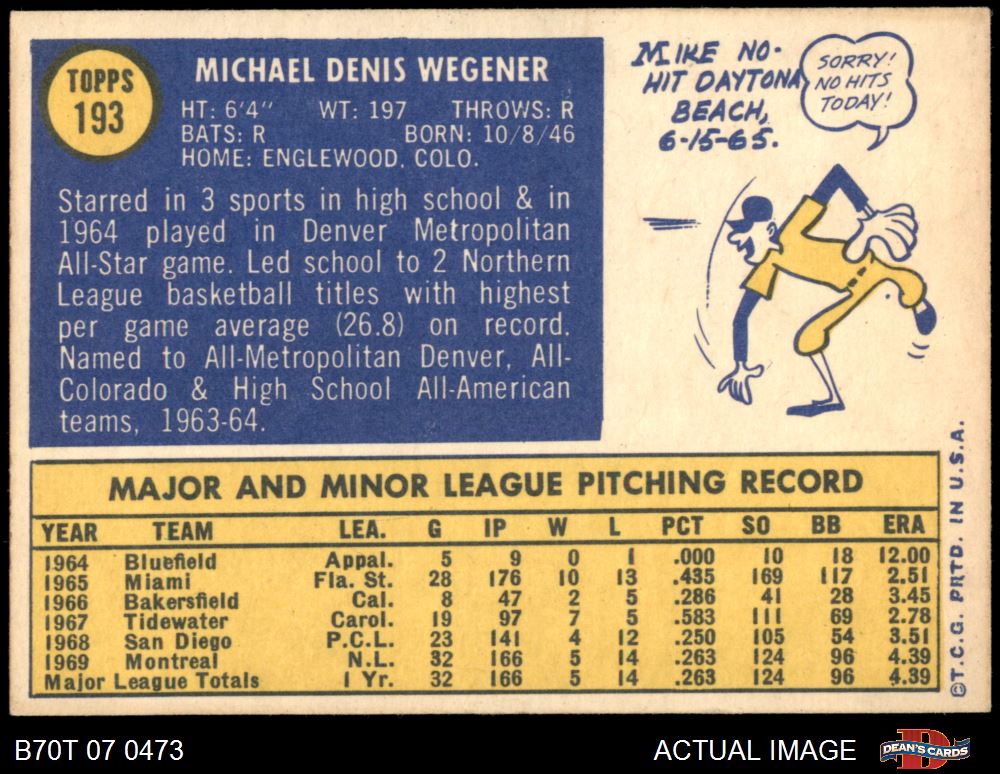 TOPPS
193
MICHAEL DENIS WEGENER
HT: 6'4" WT: 197 THROWS: R
BATS: R BORN: 10/8/46
HOME: ENGLEWOOD, COLO.
Starred in 3 sports in high school & in
1964 played in Denver Metropolitan
All-Star game. Led school to 2 Northern
League basketball titles with highest
per game average (26.8) on record.
Named to All-Metropolitan Denver, All-
Colorado & High School All-American
teams, 1963-64.
MIKE NO-
HIT DAYTONA
BEACH,
6-15-65.
SORRY!
NO HITS
TODAY!
MAJOR AND MINOR LEAGUE PITCHING RECORD
YEAR TEAM LEA. G IP W L PCT SO BB ERA
1964 Bluefield Appal. 5 9 0 1 .000 10 18 12.00
1965 Miami Fla. St. 28 176 10 13 .435 169 117 2.51
1966 Bakersfield Cal. 8 47 2 5 .286 41 28 3.45
1967 Tidewater Carol. 19 97 7 5 .583 111 69 2.78
1968 San Diego P.C.L. 23 141 4 12 .250 105 54 3.51
1969 Montreal N.L. 32 166 5 14 .263 124 96 4.39
Major League Totals 1 Yr. 32 166 5 14 .263 124 96 4.39
©T.C.G. PRTD. IN U.S.A.
B70T 07 0473 ACTUAL IMAGE
DEAN'S CARDS